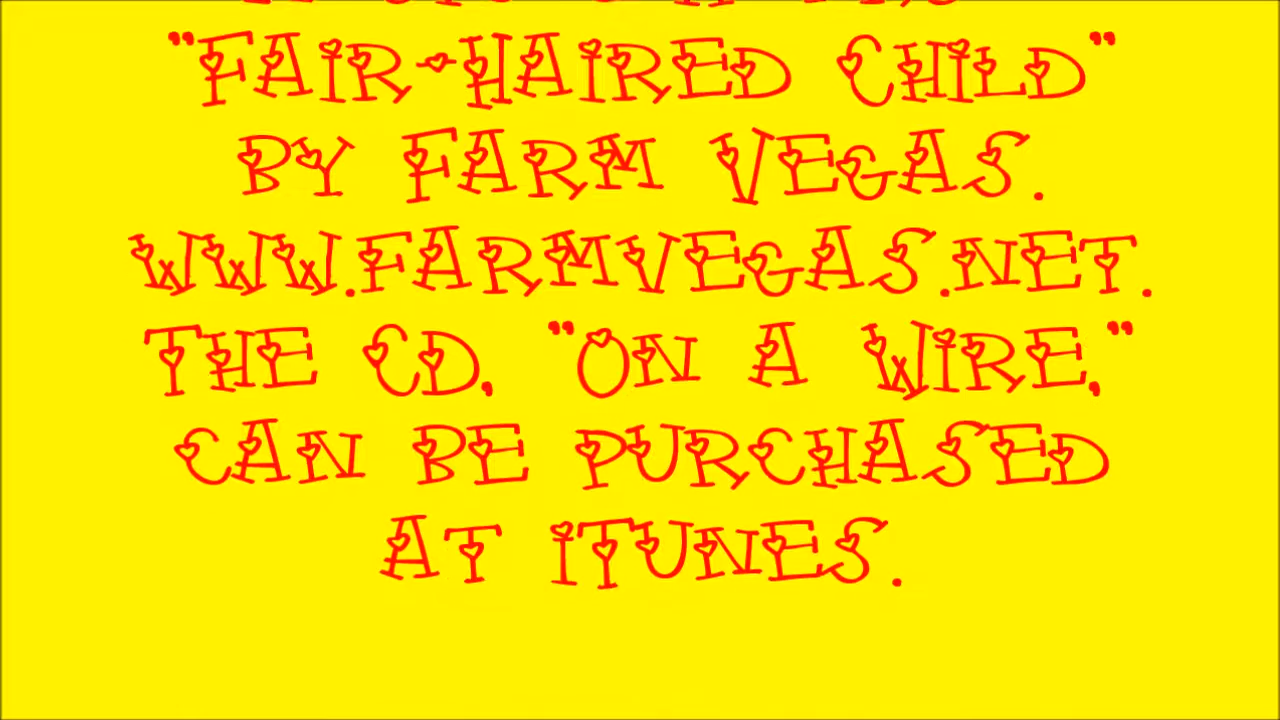 "FAIR-HAIRED CHILD"
BY FARM VEGAS.
WWW.FARMVEGAS.NET.
THE CD, "ON A WIRE,"
CAN BE PURCHASED
AT ITUNES.